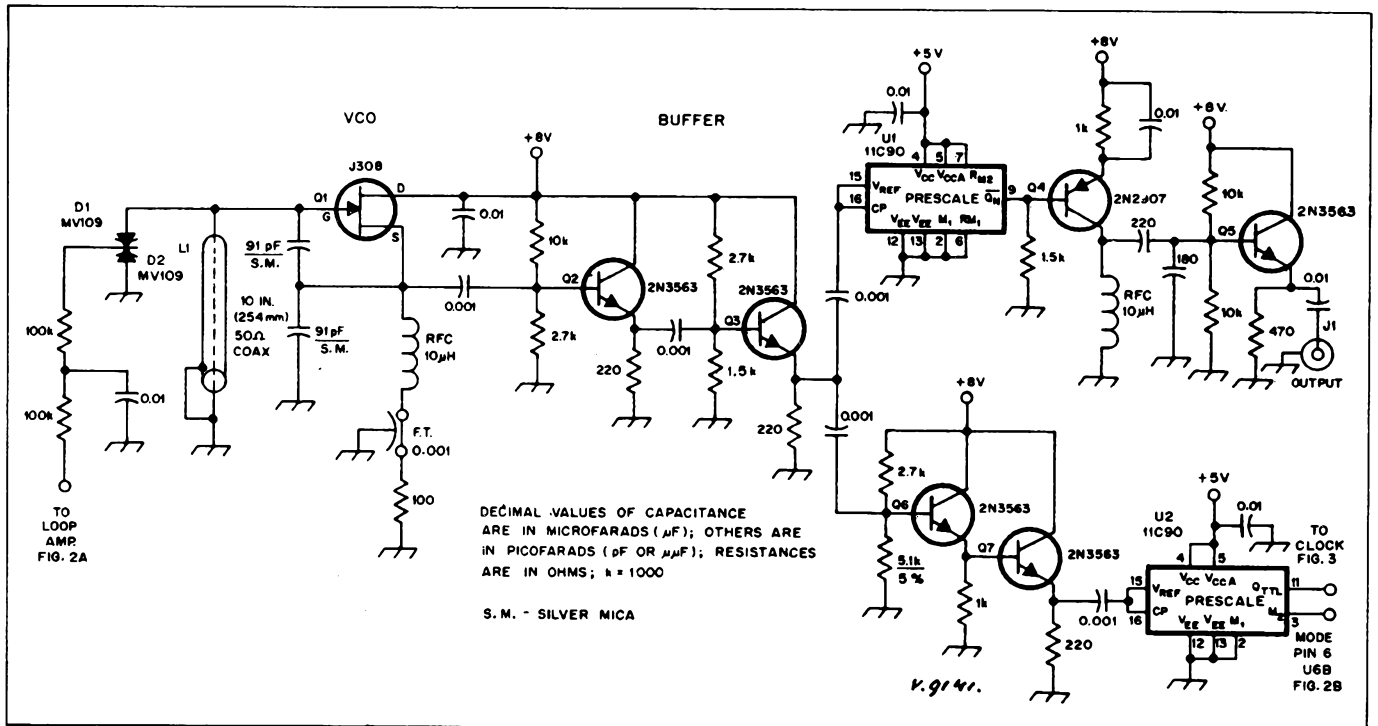 VCO
BUFFER
D1
MV109
D2
MV109
100k
100k
0.01
TO
LOOP
AMP.
FIG. 2A
L1
10 IN.
(254mm)
50Ω
COAX
91 pF
S.M.
91 pF
S.M.
J308
Q1
G
D
S
0.01
0.001
RFC
10μH
F.T.
0.001
100
+8V
10k
2.7k
Q2
2N3563
220
0.001
2.7k
1.5k
Q3
2N3563
220
0.001
0.001
+5V
0.01
U1
11C90
4
5
7
VCC
VCCA
RM2
15
VREF
16
CP
PRESCALE
QN
9
VEE
VEE
M1
RM1
12
13
2
6
1.5k
Q4
+8V
1k
0.01
2N2907
RFC
10μH
220
180
+8V.
10k
10k
Q5
2N3563
470
0.01
J1
OUTPUT
+8V
2.7k
Q6
2N3563
5.1k
5%
1k
Q7
2N3563
220
0.001
+5V
0.01
U2
11C90
4
5
VCC
VCCA
15
VREF
16
CP
PRESCALE
QTTL
11
M2
3
VEE
VEE
M1
12
13
2
TO
CLOCK
FIG. 3
MODE
PIN 6
U6B
FIG. 2B
DECIMAL VALUES OF CAPACITANCE
ARE IN MICROFARADS (μF); OTHERS ARE
IN PICOFARADS (pF OR μμF); RESISTANCES
ARE IN OHMS; k = 1000
S.M. - SILVER MICA